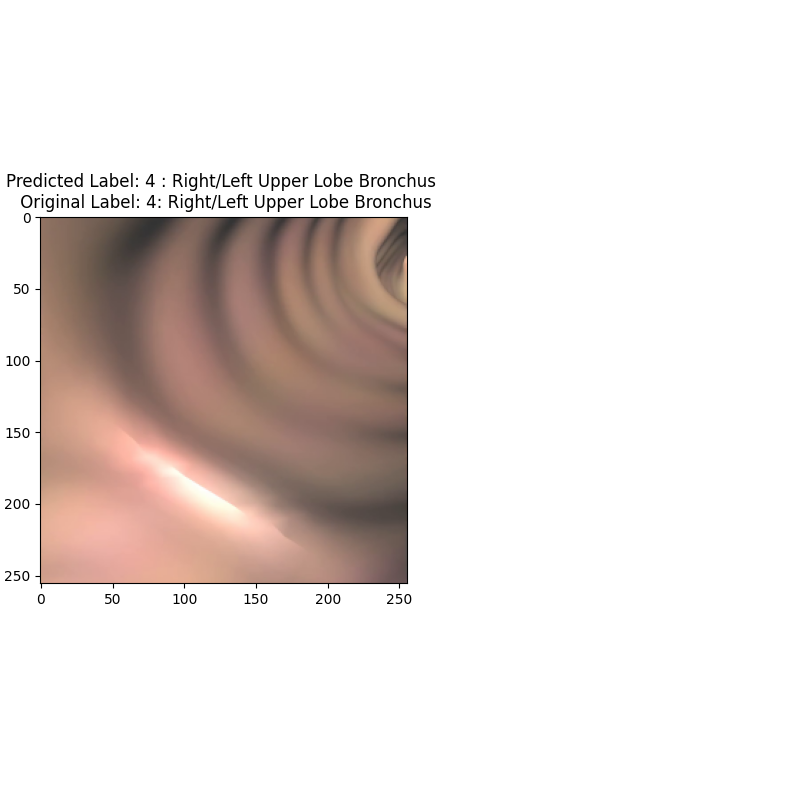 Predicted Label: 4 : Right/Left Upper Lobe Bronchus
Original Label: 4: Right/Left Upper Lobe Bronchus
0
50
100
150
200
250
0 50 100 150 200 250